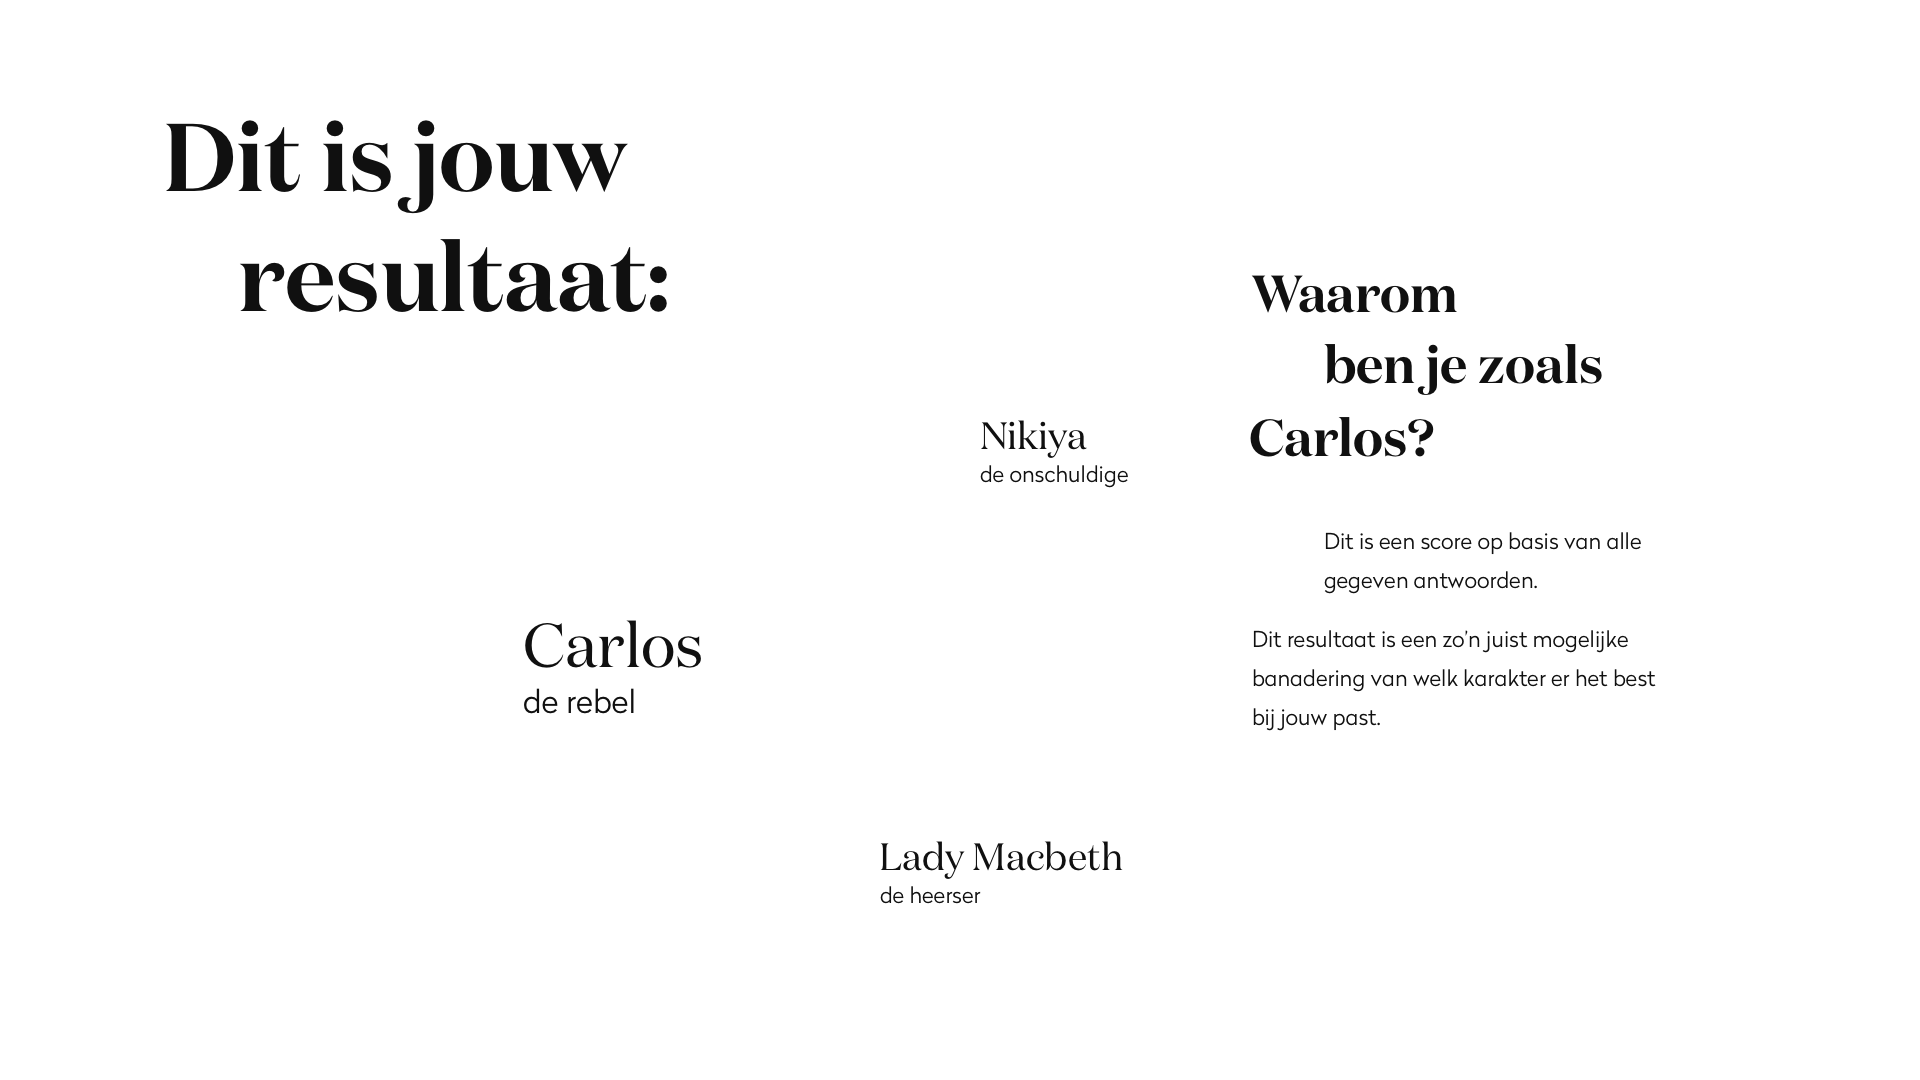 Dit is jouw
resultaat:
Nikiya
de onschuldige
Carlos
de rebel
Lady Macbeth
de heerser
Waarom
ben je zoals
Carlos?
Dit is een score op basis van alle
gegeven antwoorden.
Dit resultaat is een zo’n juist mogelijke
banadering van welk karakter er het best
bij jouw past.